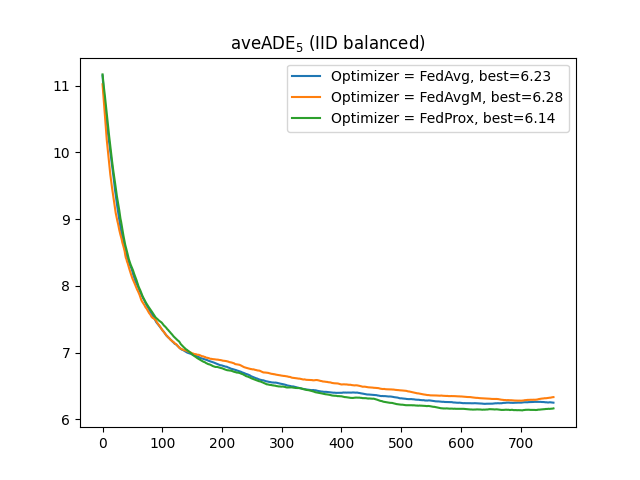 aveADE₅ (IID balanced)
Optimizer = FedAvg, best=6.23
Optimizer = FedAvgM, best=6.28
Optimizer = FedProx, best=6.14
11
10
9
8
7
6
0 100 200 300 400 500 600 700